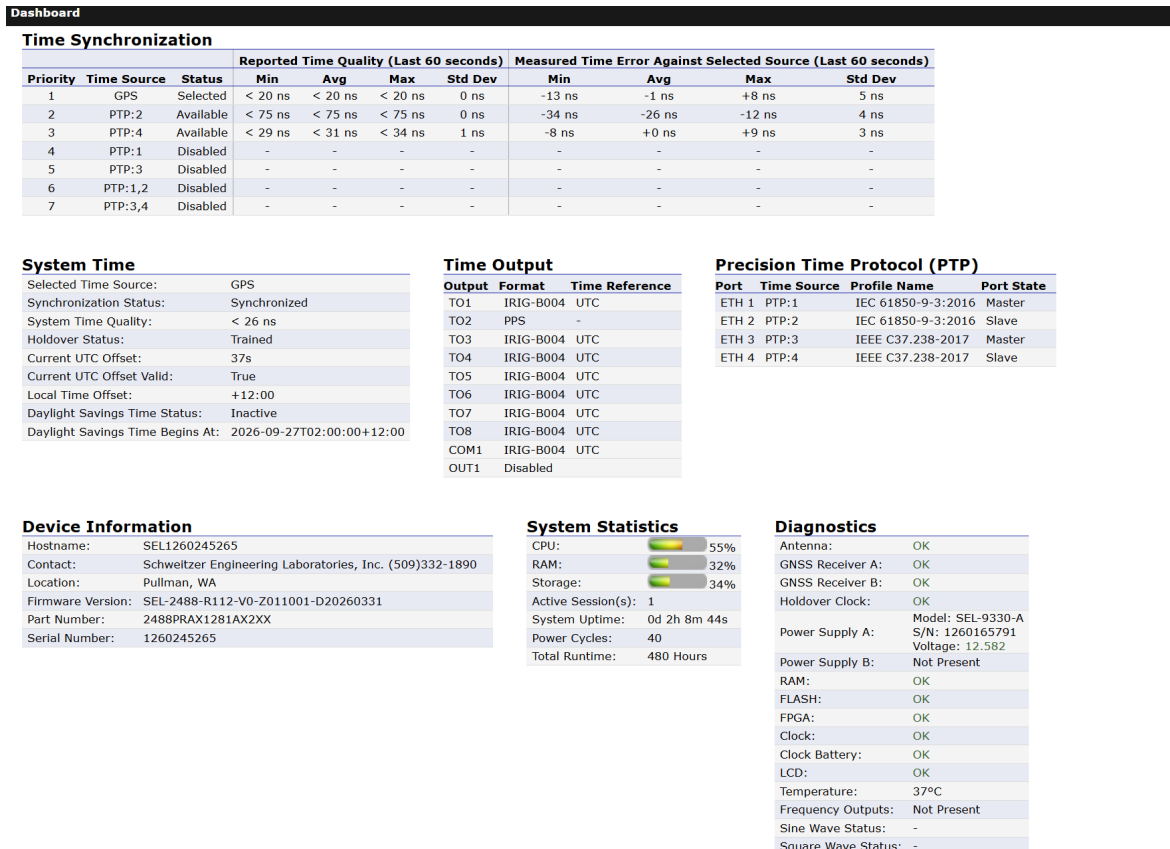 Dashboard
Time Synchronization
Reported Time Quality (Last 60 seconds) Measured Time Error Against Selected Source (Last 60 seconds)
Priority Time Source Status Min Avg Max Std Dev Min Avg Max Std Dev
1 GPS Selected < 20 ns < 20 ns < 20 ns 0 ns -13 ns -1 ns +8 ns 5 ns
2 PTP:2 Available < 75 ns < 75 ns < 75 ns 0 ns -34 ns -26 ns -12 ns 4 ns
3 PTP:4 Available < 29 ns < 31 ns < 34 ns 1 ns -8 ns +0 ns +9 ns 3 ns
4 PTP:1 Disabled - - - - - - - -
5 PTP:3 Disabled - - - - - - - -
6 PTP:1,2 Disabled - - - - - - - -
7 PTP:3,4 Disabled - - - - - - - -
System Time
Selected Time Source: GPS
Synchronization Status: Synchronized
System Time Quality: < 26 ns
Holdover Status: Trained
Current UTC Offset: 37s
Current UTC Offset Valid: True
Local Time Offset: +12:00
Daylight Savings Time Status: Inactive
Daylight Savings Time Begins At: 2026-09-27T02:00:00+12:00
Time Output
Output Format Time Reference
TO1 IRIG-B004 UTC
TO2 PPS -
TO3 IRIG-B004 UTC
TO4 IRIG-B004 UTC
TO5 IRIG-B004 UTC
TO6 IRIG-B004 UTC
TO7 IRIG-B004 UTC
TO8 IRIG-B004 UTC
COM1 IRIG-B004 UTC
OUT1 Disabled
Precision Time Protocol (PTP)
Port Time Source Profile Name Port State
ETH 1 PTP:1 IEC 61850-9-3:2016 Master
ETH 2 PTP:2 IEC 61850-9-3:2016 Slave
ETH 3 PTP:3 IEEE C37.238-2017 Master
ETH 4 PTP:4 IEEE C37.238-2017 Slave
Device Information
Hostname: SEL1260245265
Contact: Schweitzer Engineering Laboratories, Inc. (509)332-1890
Location: Pullman, WA
Firmware Version: SEL-2488-R112-V0-Z011001-D20260331
Part Number: 2488PRAX1281AX2XX
Serial Number: 1260245265
System Statistics
CPU: 55%
RAM: 32%
Storage: 34%
Active Session(s): 1
System Uptime: 0d 2h 8m 44s
Power Cycles: 40
Total Runtime: 480 Hours
Diagnostics
Antenna: OK
GNSS Receiver A: OK
GNSS Receiver B: OK
Holdover Clock: OK
Power Supply A: Model: SEL-9330-A
S/N: 1260165791
Voltage: 12.582
Power Supply B: Not Present
RAM: OK
FLASH: OK
FPGA: OK
Clock: OK
Clock Battery: OK
LCD: OK
Temperature: 37ºC
Frequency Outputs: Not Present
Sine Wave Status: -
Square Wave Status: -